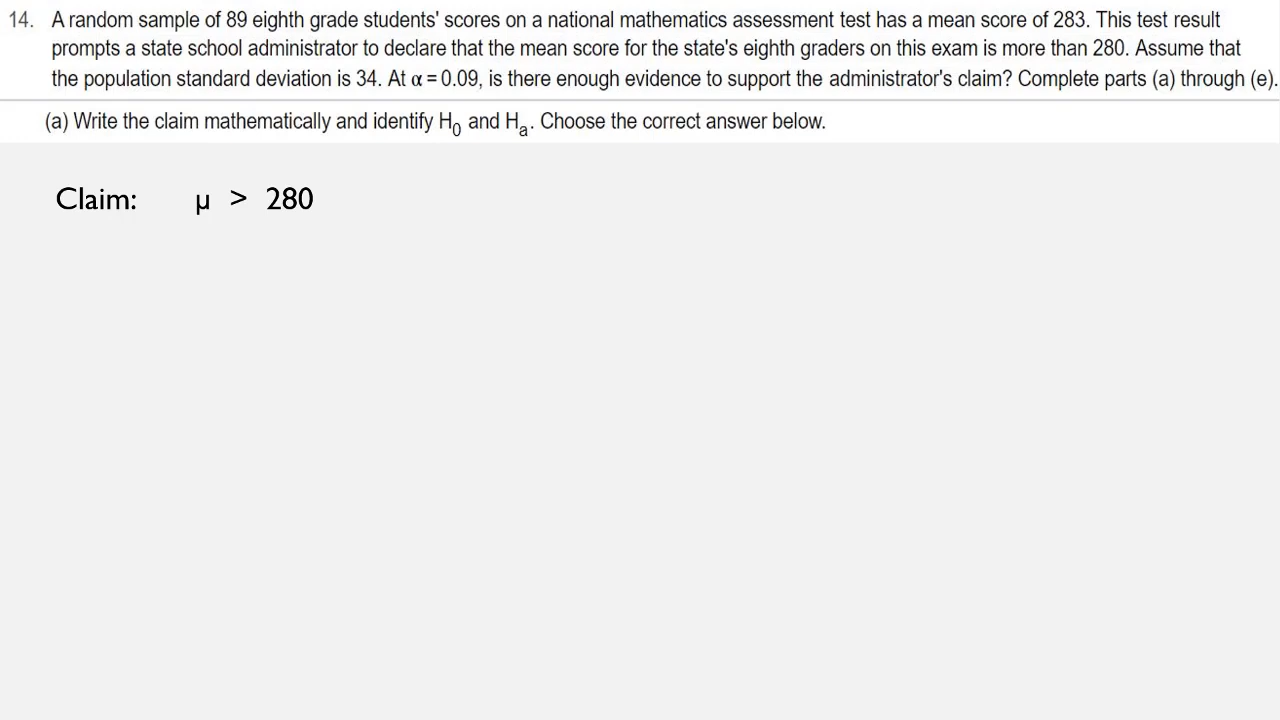 14. A random sample of 89 eighth grade students' scores on a national mathematics assessment test has a mean score of 283. This test result
prompts a state school administrator to declare that the mean score for the state's eighth graders on this exam is more than 280. Assume that
the population standard deviation is 34. At α = 0.09, is there enough evidence to support the administrator's claim? Complete parts (a) through (e).
(a) Write the claim mathematically and identify H₀ and Hₐ. Choose the correct answer below.
Claim: μ > 280